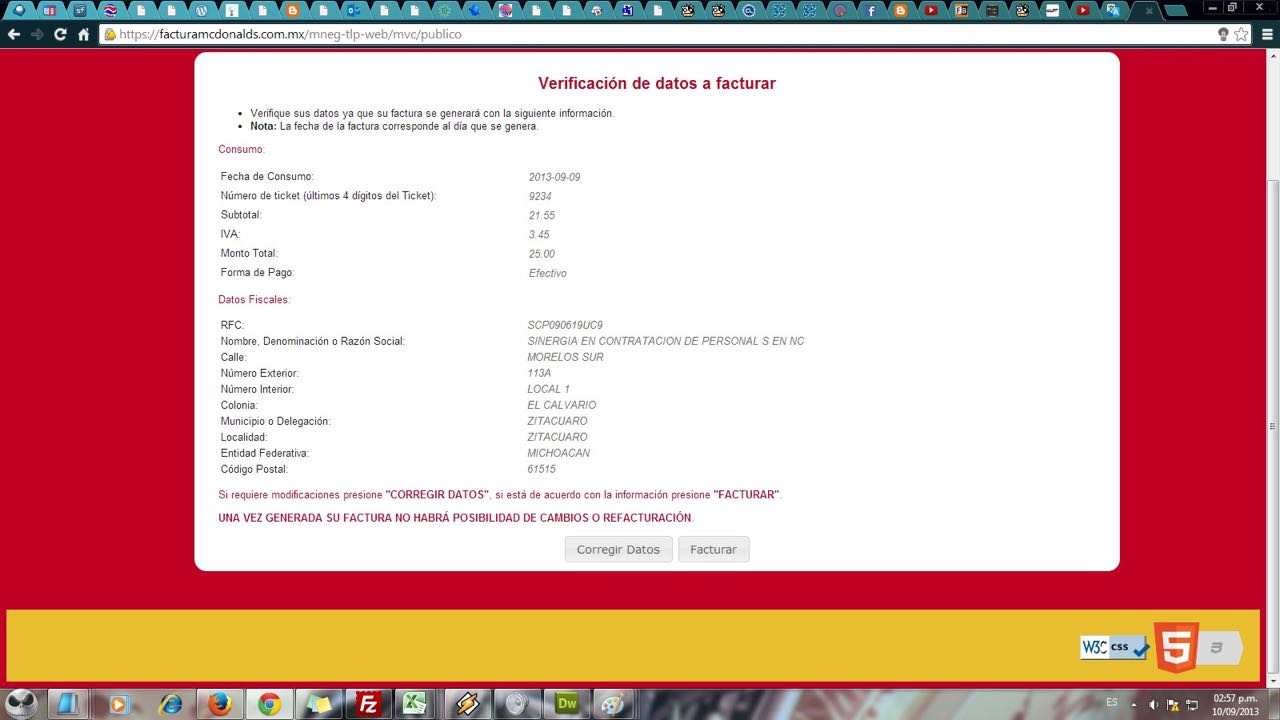 https://facturamcdonalds.com.mx/mneg-tlp-web/mvc/publico
Verificación de datos a facturar
• Verifique sus datos ya que su factura se generará con la siguiente información.
• Nota: La fecha de la factura corresponde al día que se genera.
Consumo:
Fecha de Consumo: 2013-09-09
Número de ticket (últimos 4 dígitos del Ticket): 9234
Subtotal: 21.55
IVA: 3.45
Monto Total: 25.00
Forma de Pago: Efectivo
Datos Fiscales:
RFC: SCP090619UC9
Nombre, Denominación o Razón Social: SINERGIA EN CONTRATACION DE PERSONAL S EN NC
Calle: MORELOS SUR
Número Exterior: 113A
Número Interior: LOCAL 1
Colonia: EL CALVARIO
Municipio o Delegación: ZITACUARO
Localidad: ZITACUARO
Entidad Federativa: MICHOACAN
Código Postal: 61515
Si requiere modificaciones presione "CORREGIR DATOS", si está de acuerdo con la información presione "FACTURAR".
UNA VEZ GENERADA SU FACTURA NO HABRÁ POSIBILIDAD DE CAMBIOS O REFACTURACIÓN.
Corregir Datos Facturar
W3C css
ES 02:57 p.m.
10/09/2013